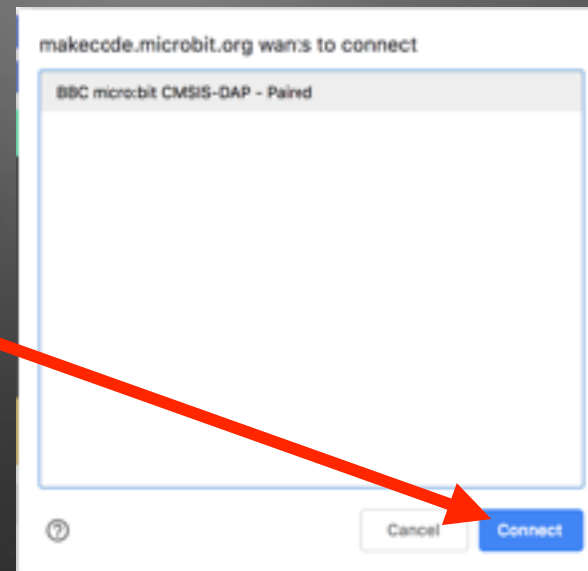 makecode.microbit.org wants to connect
BBC micro:bit CMSIS-DAP - Paired
Cancel
Connect